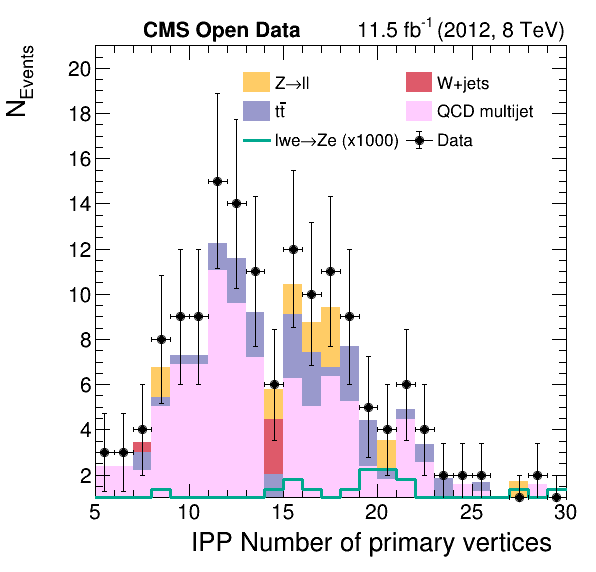 CMS Open Data 11.5 fb-1 (2012, 8 TeV)
NEvents
20
18
16
14
12
10
8
6
4
2
Z→ll W+jets
tt̄ QCD multijet
lwe→Ze (x1000) Data
5 10 15 20 25 30
IPP Number of primary vertices